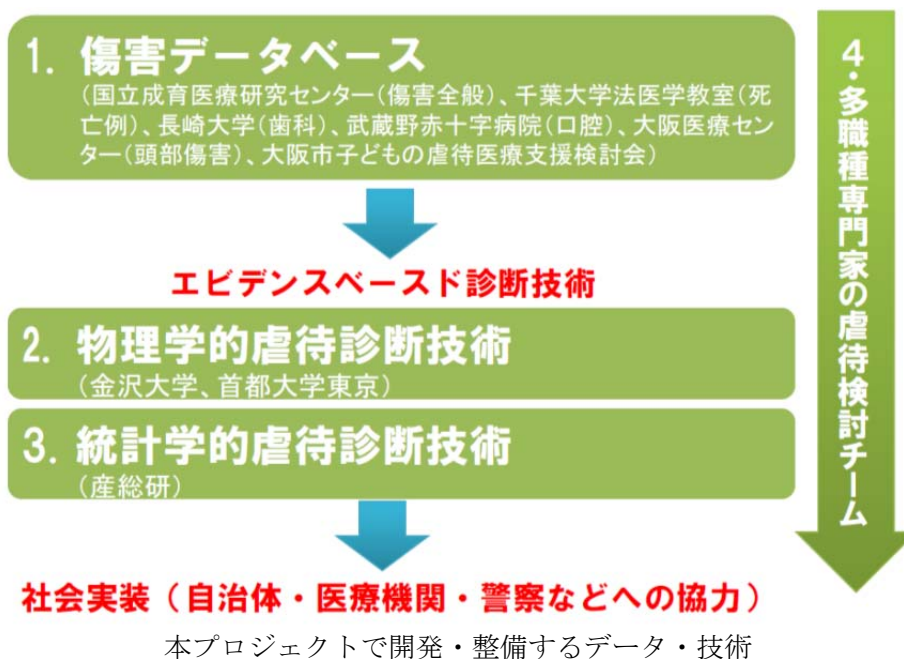 1. 傷害データベース
(国立成育医療研究センター(傷害全般)、千葉大学法医学教室(死
亡例)、長崎大学(歯科)、武蔵野赤十字病院(口腔)、大阪医療セン
ター(頭部傷害)、大阪市子どもの虐待医療支援検討会)
エビデンスベースド診断技術
2. 物理学的虐待診断技術
(金沢大学、首都大学東京)
3. 統計学的虐待診断技術
(産総研)
社会実装(自治体・医療機関・警察などへの協力)
4・多職種専門家の虐待検討チーム
本プロジェクトで開発・整備するデータ・技術